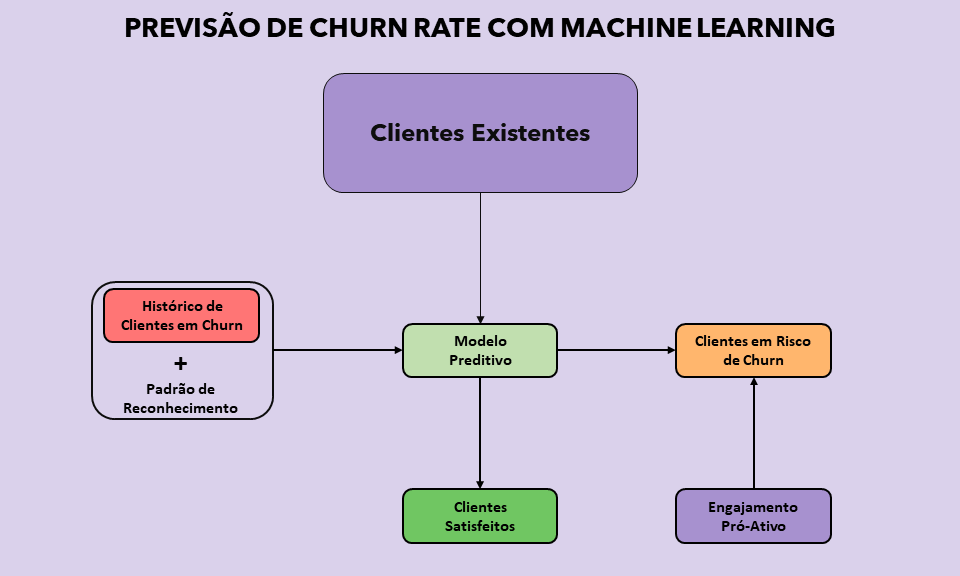 PREVISÃO DE CHURN RATE COM MACHINE LEARNING
Clientes Existentes
Histórico de
Clientes em Churn
+
Padrão de
Reconhecimento
Modelo
Preditivo
Clientes em Risco
de Churn
Clientes
Satisfeitos
Engajamento
Pró-Ativo